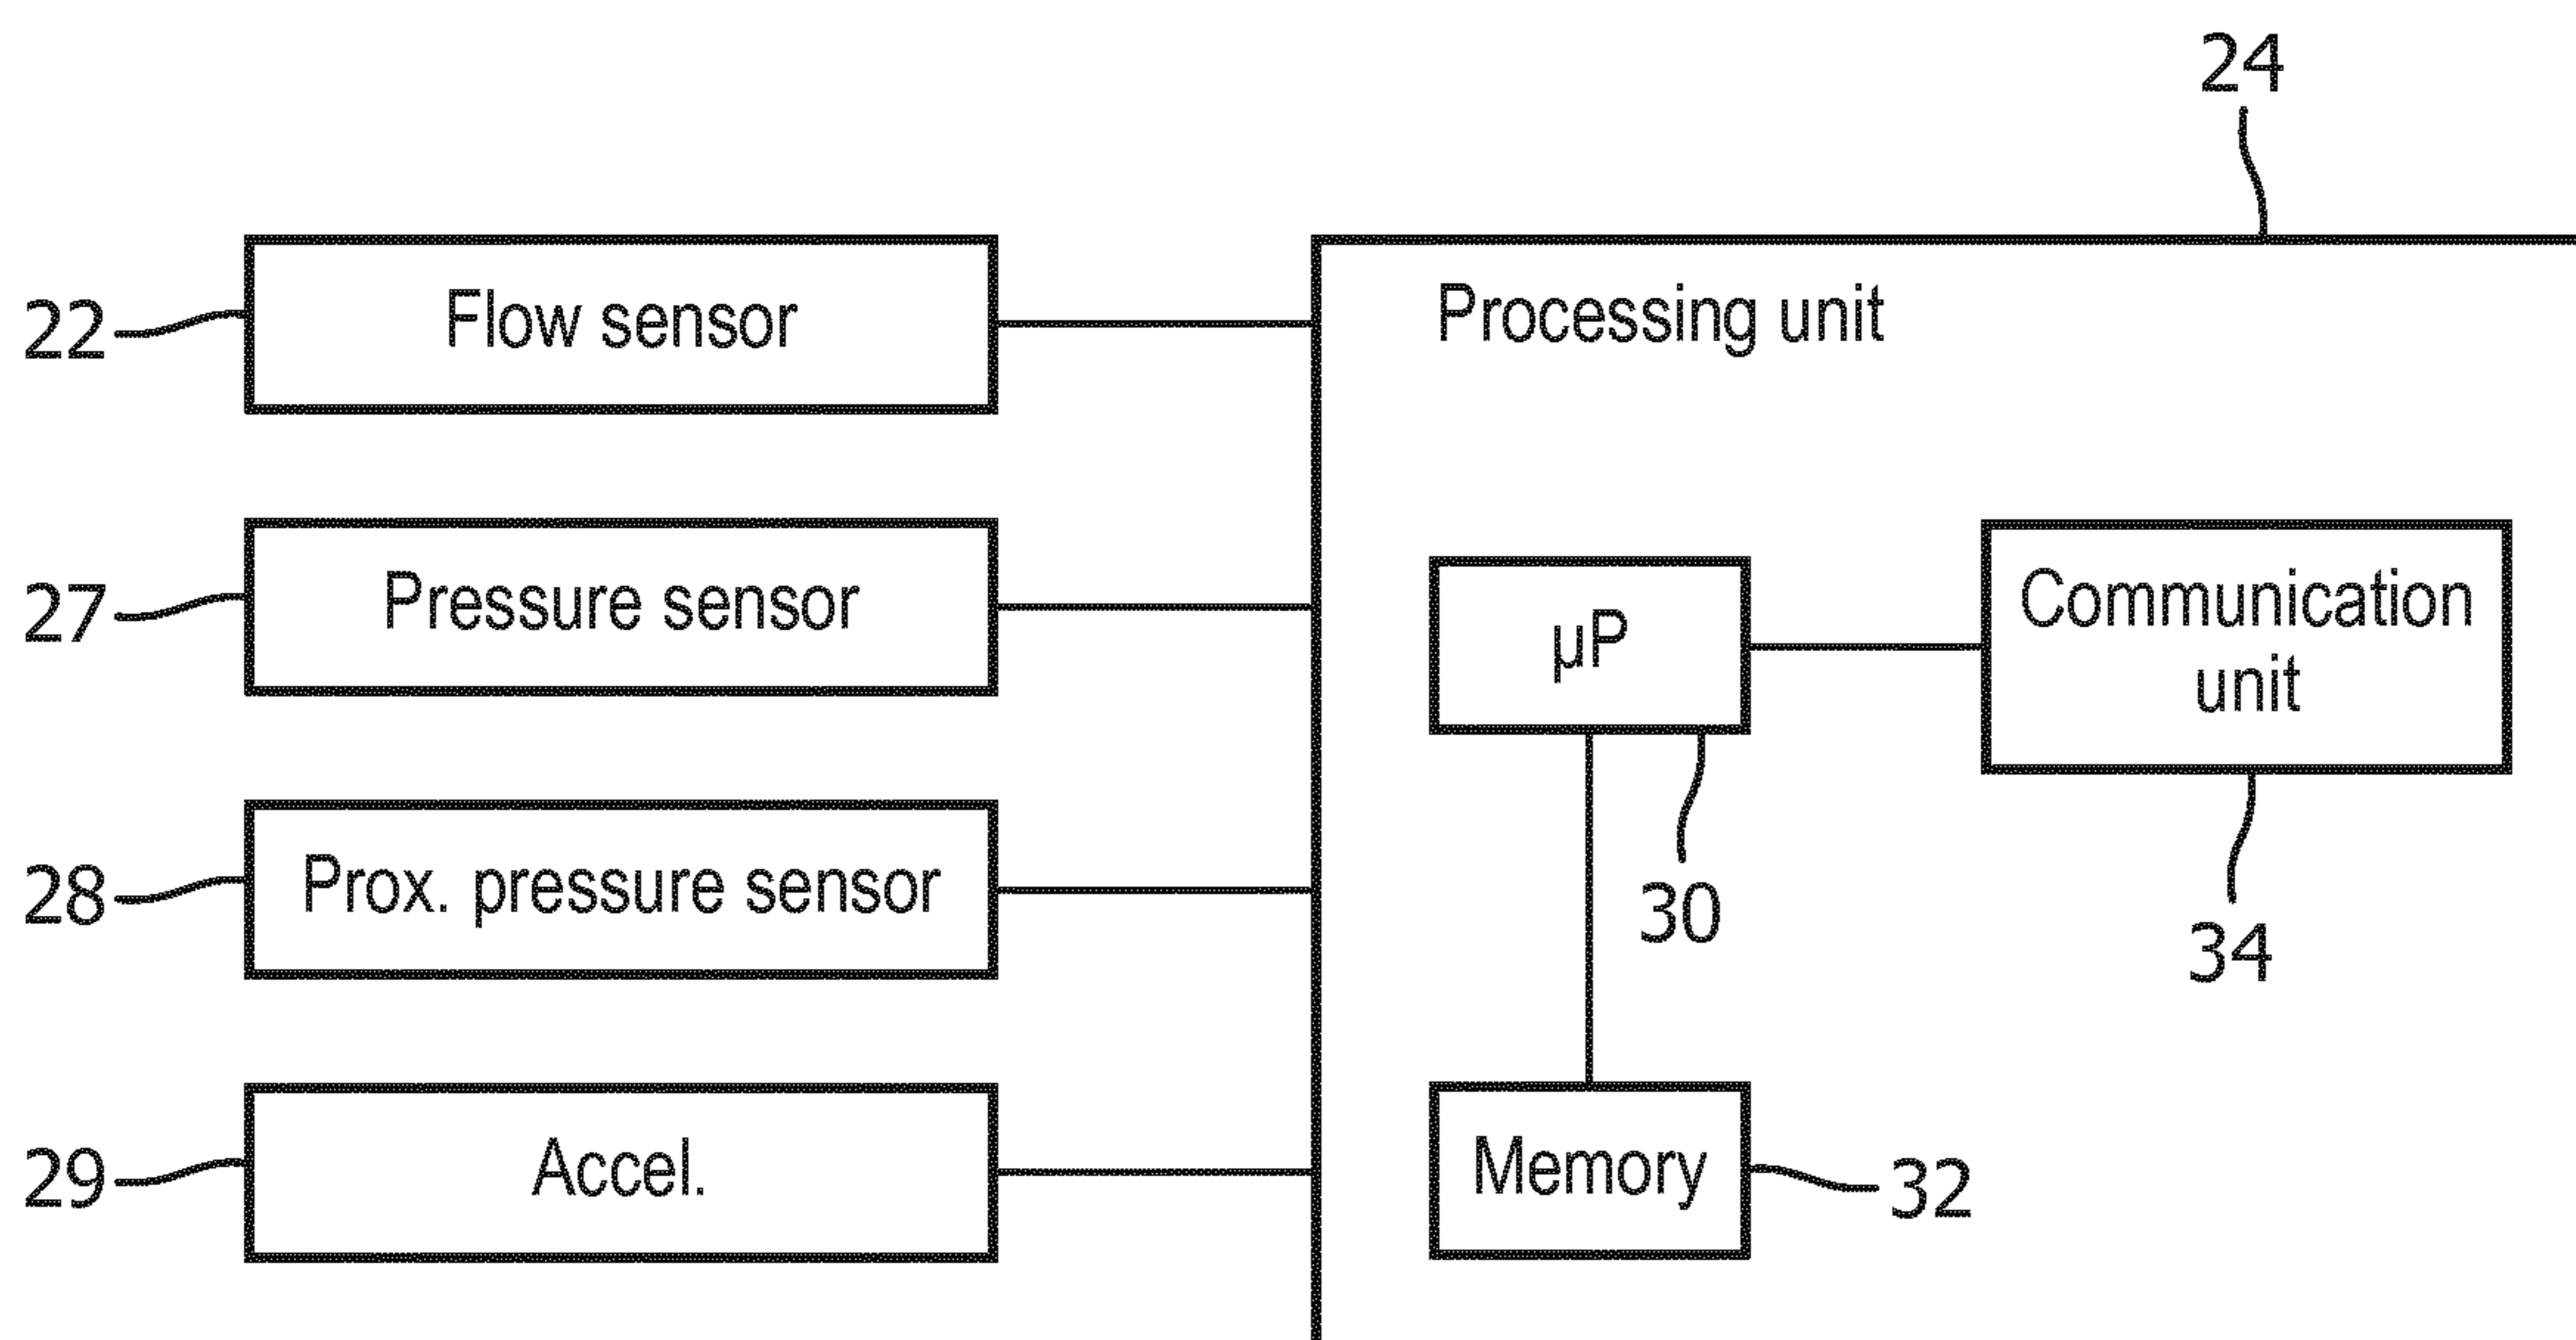 24
22
Flow sensor
Processing unit
27
Pressure sensor
µP
Communication
unit
28
Prox. pressure sensor
30
34
29
Accel.
Memory
32